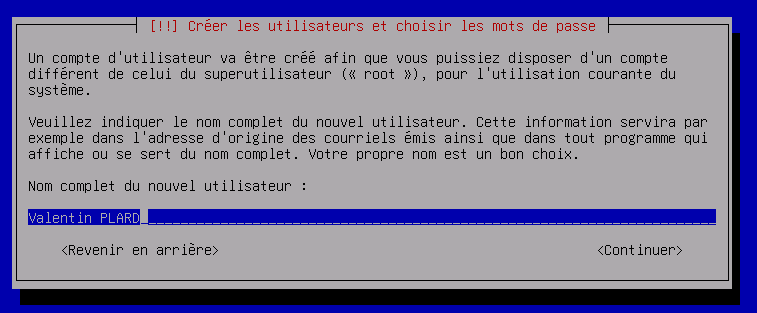 [!!] Créer les utilisateurs et choisir les mots de passe
Un compte d'utilisateur va être créé afin que vous puissiez disposer d'un compte
différent de celui du superutilisateur (« root »), pour l'utilisation courante du
système.
Veuillez indiquer le nom complet du nouvel utilisateur. Cette information servira par
exemple dans l'adresse d'origine des courriels émis ainsi que dans tout programme qui
affiche ou se sert du nom complet. Votre propre nom est un bon choix.
Nom complet du nouvel utilisateur :
Valentin PLARD
<Revenir en arrière> <Continuer>